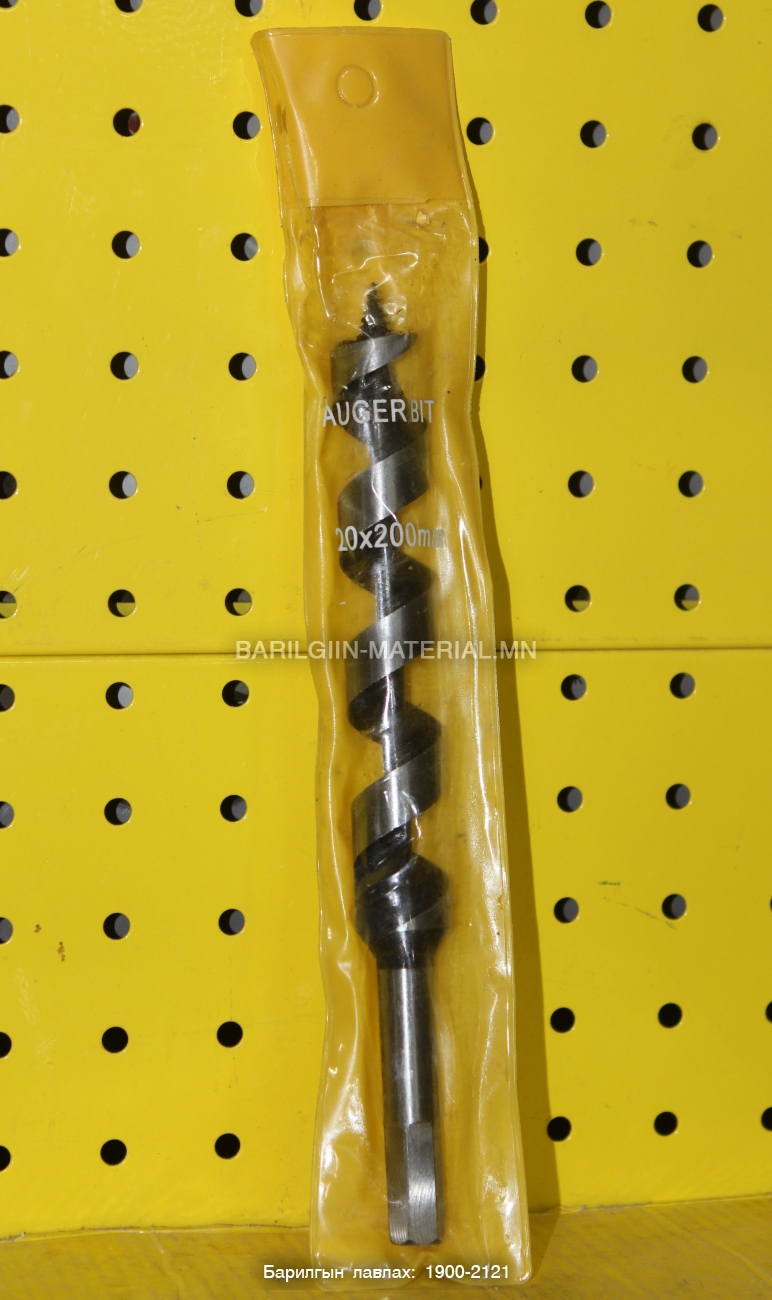 AUGER BIT
20x200mm
BARILGIIN-MATERIAL.MN
Барилгын лавлах: 1900-2121